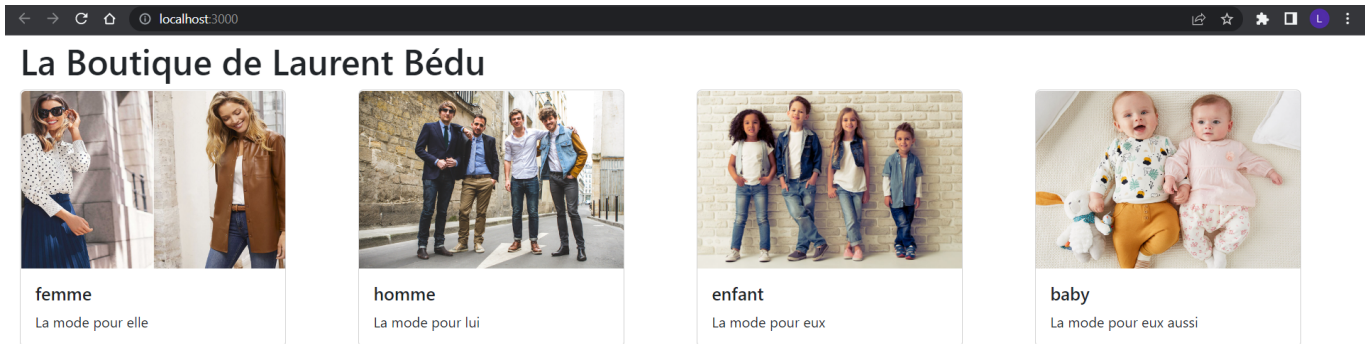 localhost:3000
L
La Boutique de Laurent Bédu
femme
La mode pour elle
homme
La mode pour lui
enfant
La mode pour eux
baby
La mode pour eux aussi